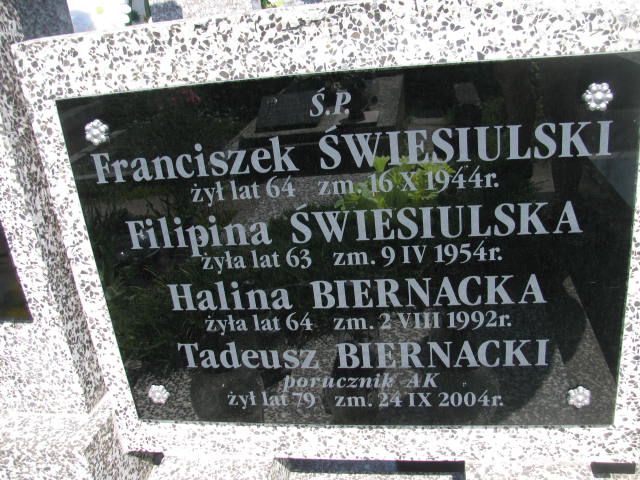 Ś.P.
Franciszek ŚWIESIULSKI
żył lat 64 zm. 16 X 1944r.
Filipina ŚWIESIULSKA
żyła lat 63 zm. 9 IV 1954r.
Halina BIERNACKA
żyła lat 64 zm. 2 VIII 1992r.
Tadeusz BIERNACKI
porucznik AK
żył lat 79 zm. 24 IX 2004r.